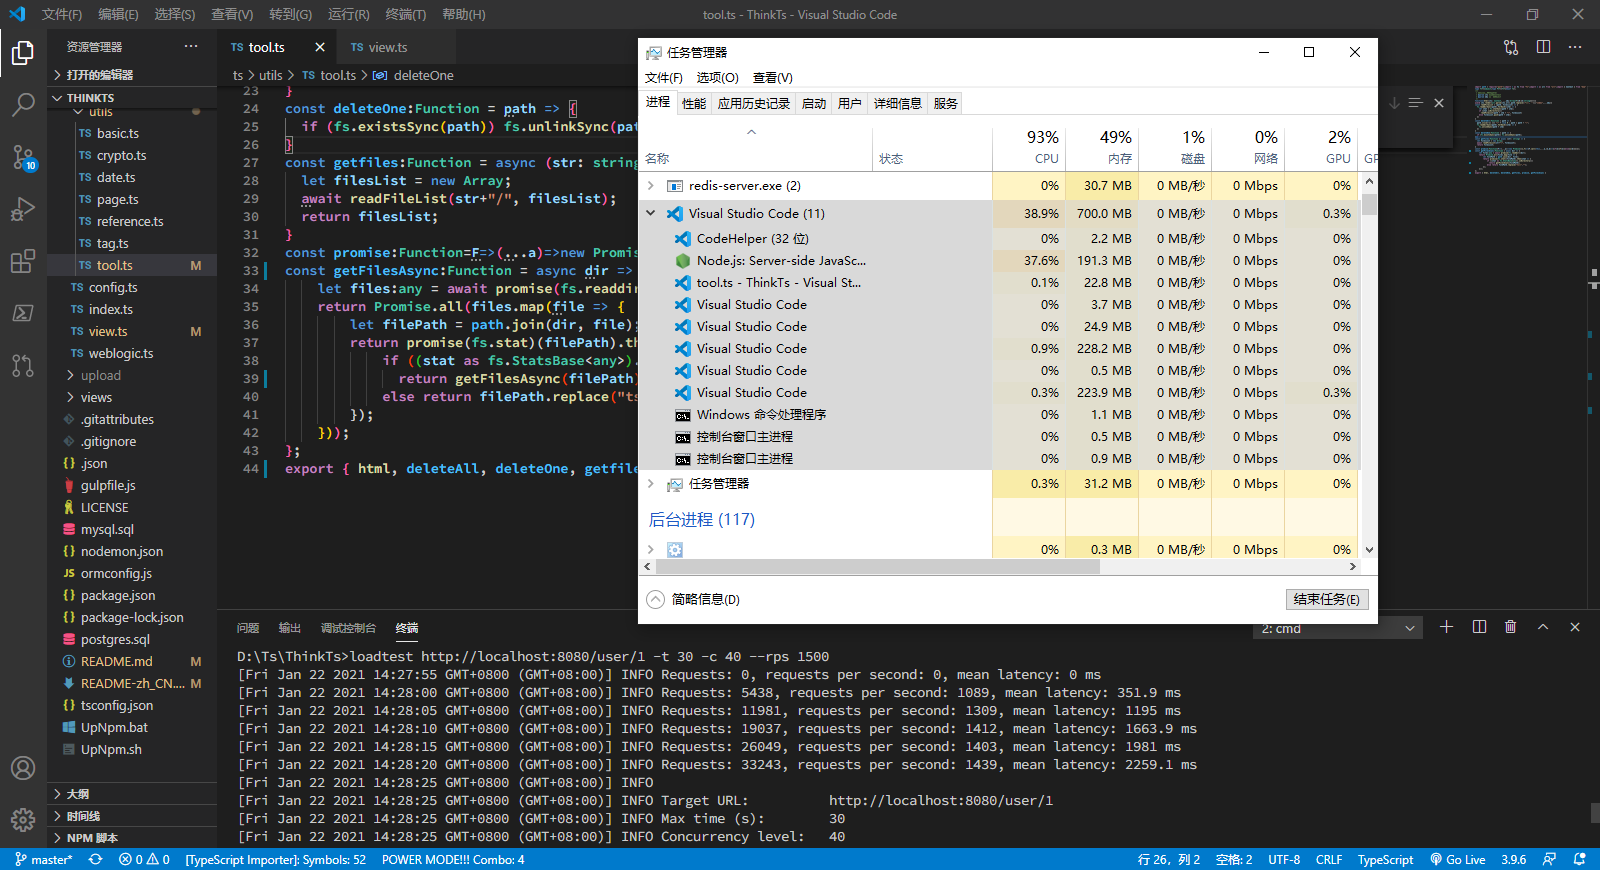 文件(F) 编辑(E) 选择(S) 查看(V) 转到(G) 运行(R) 终端(T) 帮助(H)
tool.ts - ThinkTs - Visual Studio Code
资源管理器
打开的编辑器
THINKTS
utils
TS basic.ts
TS crypto.ts
TS date.ts
TS page.ts
TS reference.ts
TS tag.ts
TS tool.ts M
TS config.ts
TS index.ts
TS view.ts M
TS weblogic.ts
upload
views
.gitattributes
.gitignore
{} .json
gulpfile.js
LICENSE
mysql.sql
{} nodemon.json
JS ormconfig.js
{} package.json
{} package-lock.json
postgres.sql
README.md M
README-zh_CN.... M
tsconfig.json
UpNpm.bat
UpNpm.sh
大纲
时间线
NPM 脚本
10
TS tool.ts
TS view.ts
ts > utils > TS tool.ts > deleteOne
23 }
24 const deleteOne:Function = path => {
25 if (fs.existsSync(path)) fs.unlinkSync(pat
26 }
27 const getfiles:Function = async (str: string
28 let filesList = new Array;
29 await readFileList(str+"/", filesList);
30 return filesList;
31 }
32 const promise:Function=F=>(...a)=>new Promis
33 const getFilesAsync:Function = async dir =>
34 let files:any = await promise(fs.readdir
35 return Promise.all(files.map(file => {
36 let filePath = path.join(dir, file);
37 return promise(fs.stat)(filePath).th
38 if ((stat as fs.StatsBase<any>).
39 return getFilesAsync(filePath)
40 else return filePath.replace("ts
41 });
42 }));
43 };
44 export { html, deleteAll, deleteOne, getfile
任务管理器
文件(F) 选项(O) 查看(V)
进程 性能 应用历史记录 启动 用户 详细信息 服务
93% 49% 1% 0% 2%
名称 状态 CPU 内存 磁盘 网络 GPU GP
redis-server.exe (2) 0% 30.7 MB 0 MB/秒 0 Mbps 0%
Visual Studio Code (11) 38.9% 700.0 MB 0 MB/秒 0 Mbps 0.3%
CodeHelper (32 位) 0% 2.2 MB 0 MB/秒 0 Mbps 0%
Node.js: Server-side JavaSc... 37.6% 191.3 MB 0 MB/秒 0 Mbps 0%
tool.ts - ThinkTs - Visual St... 0.1% 22.8 MB 0 MB/秒 0 Mbps 0%
Visual Studio Code 0% 3.7 MB 0 MB/秒 0 Mbps 0%
Visual Studio Code 0% 24.9 MB 0 MB/秒 0 Mbps 0%
Visual Studio Code 0.9% 228.2 MB 0 MB/秒 0 Mbps 0%
Visual Studio Code 0% 0.5 MB 0 MB/秒 0 Mbps 0%
Visual Studio Code 0.3% 223.9 MB 0 MB/秒 0 Mbps 0.3%
Windows 命令处理程序 0% 1.1 MB 0 MB/秒 0 Mbps 0%
控制台窗口主进程 0% 0.5 MB 0 MB/秒 0 Mbps 0%
控制台窗口主进程 0% 0.9 MB 0 MB/秒 0 Mbps 0%
任务管理器 0.3% 31.2 MB 0 MB/秒 0 Mbps 0%
后台进程 (117)
0% 0.3 MB 0 MB/秒 0 Mbps 0%
简略信息(D)
结束任务(E)
问题 输出 调试控制台 终端
2: cmd
D:\Ts\ThinkTs>loadtest http://localhost:8080/user/1 -t 30 -c 40 --rps 1500
[Fri Jan 22 2021 14:27:55 GMT+0800 (GMT+08:00)] INFO Requests: 0, requests per second: 0, mean latency: 0 ms
[Fri Jan 22 2021 14:28:00 GMT+0800 (GMT+08:00)] INFO Requests: 5438, requests per second: 1089, mean latency: 351.9 ms
[Fri Jan 22 2021 14:28:05 GMT+0800 (GMT+08:00)] INFO Requests: 11981, requests per second: 1309, mean latency: 1195 ms
[Fri Jan 22 2021 14:28:10 GMT+0800 (GMT+08:00)] INFO Requests: 19037, requests per second: 1412, mean latency: 1663.9 ms
[Fri Jan 22 2021 14:28:15 GMT+0800 (GMT+08:00)] INFO Requests: 26049, requests per second: 1403, mean latency: 1981 ms
[Fri Jan 22 2021 14:28:20 GMT+0800 (GMT+08:00)] INFO Requests: 33243, requests per second: 1439, mean latency: 2259.1 ms
[Fri Jan 22 2021 14:28:25 GMT+0800 (GMT+08:00)] INFO
[Fri Jan 22 2021 14:28:25 GMT+0800 (GMT+08:00)] INFO Target URL: http://localhost:8080/user/1
[Fri Jan 22 2021 14:28:25 GMT+0800 (GMT+08:00)] INFO Max time (s): 30
[Fri Jan 22 2021 14:28:25 GMT+0800 (GMT+08:00)] INFO Concurrency level: 40
master* 0 0 [TypeScript Importer]: Symbols: 52 POWER MODE!!! Combo: 4
行 26，列 2 空格: 2 UTF-8 CRLF TypeScript Go Live 3.9.6